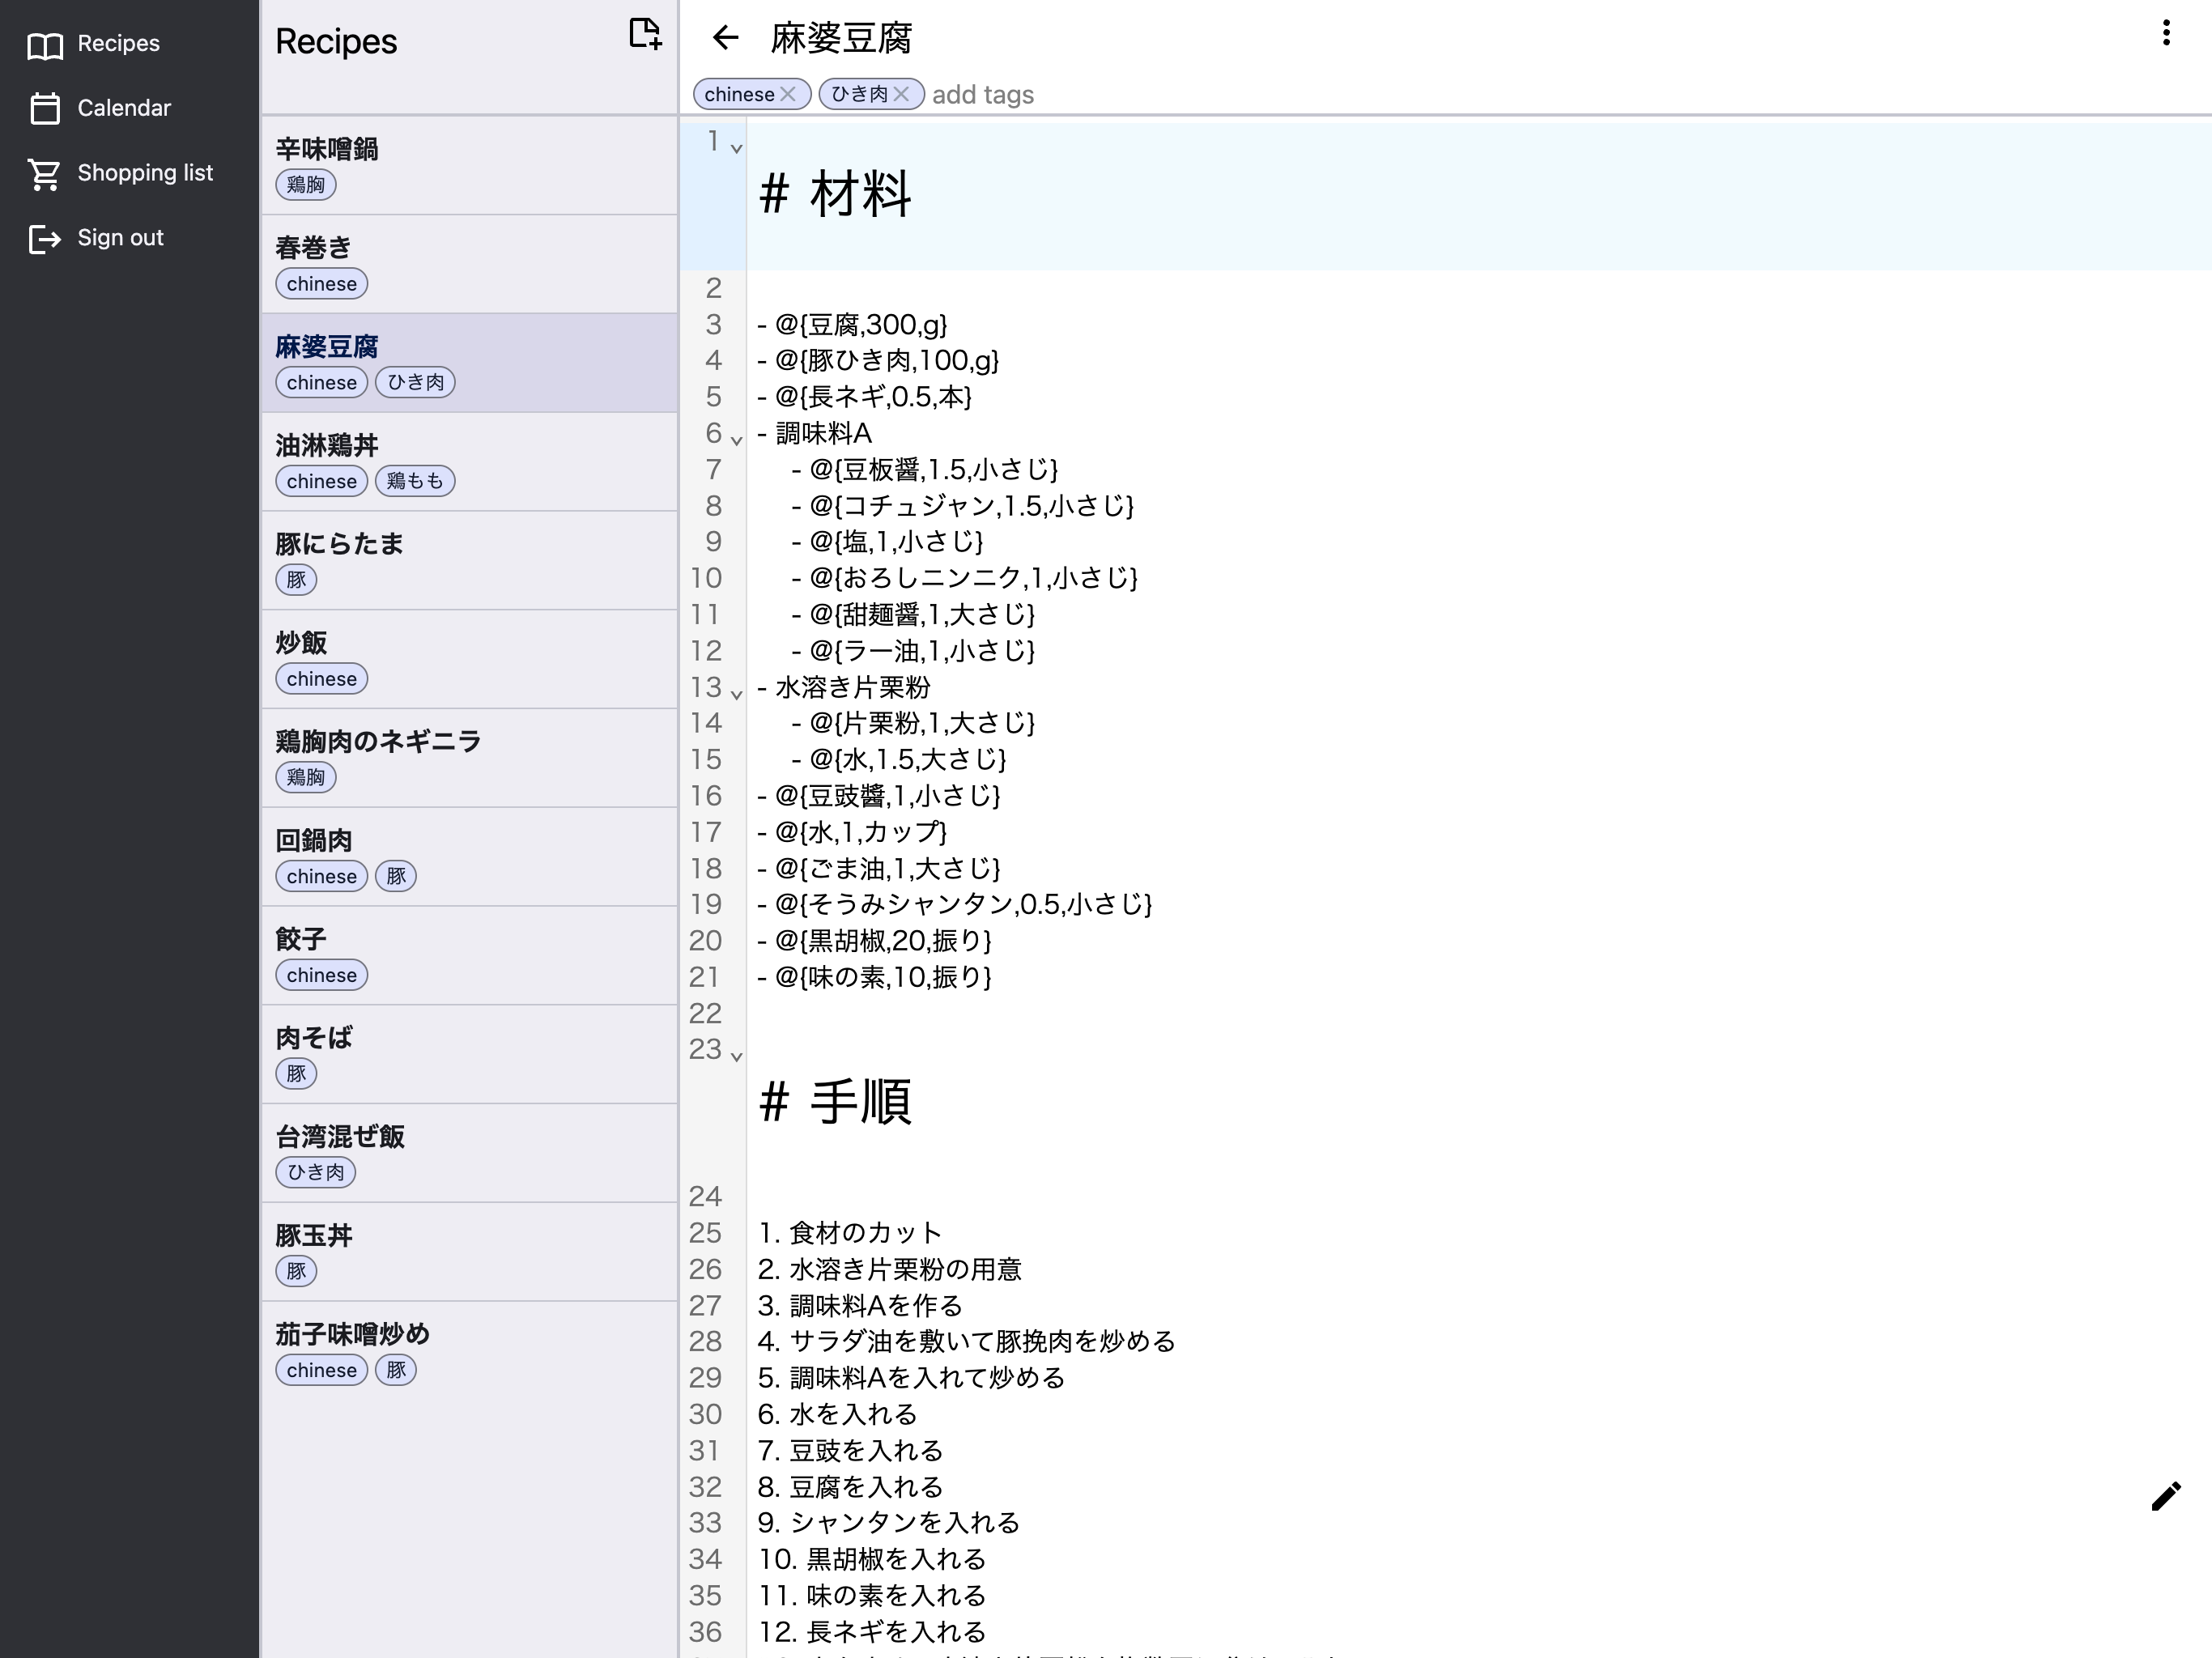 Recipes
Calendar
Shopping list
Sign out
Recipes
辛味噌鍋
鶏胸
春巻き
chinese
麻婆豆腐
chinese ひき肉
油淋鶏丼
chinese 鶏もも
豚にらたま
豚
炒飯
chinese
鶏胸肉のネギニラ
鶏胸
回鍋肉
chinese 豚
餃子
chinese
肉そば
豚
台湾混ぜ飯
ひき肉
豚玉丼
豚
茄子味噌炒め
chinese 豚
麻婆豆腐
chinese ひき肉 add tags
1 # 材料
2
3 - @{豆腐,300,g}
4 - @{豚ひき肉,100,g}
5 - @{長ネギ,0.5,本}
6 - 調味料A
7 - @{豆板醤,1.5,小さじ}
8 - @{コチュジャン,1.5,小さじ}
9 - @{塩,1,小さじ}
10 - @{おろしニンニク,1,小さじ}
11 - @{甜麺醤,1,大さじ}
12 - @{ラー油,1,小さじ}
13 - 水溶き片栗粉
14 - @{片栗粉,1,大さじ}
15 - @{水,1.5,大さじ}
16 - @{豆豉醬,1,小さじ}
17 - @{水,1,カップ}
18 - @{ごま油,1,大さじ}
19 - @{そうみシャンタン,0.5,小さじ}
20 - @{黒胡椒,20,振り}
21 - @{味の素,10,振り}
22
23 # 手順
24
25 1. 食材のカット
26 2. 水溶き片栗粉の用意
27 3. 調味料Aを作る
28 4. サラダ油を敷いて豚挽肉を炒める
29 5. 調味料Aを入れて炒める
30 6. 水を入れる
31 7. 豆豉を入れる
32 8. 豆腐を入れる
33 9. シャンタンを入れる
34 10. 黒胡椒を入れる
35 11. 味の素を入れる
36 12. 長ネギを入れる